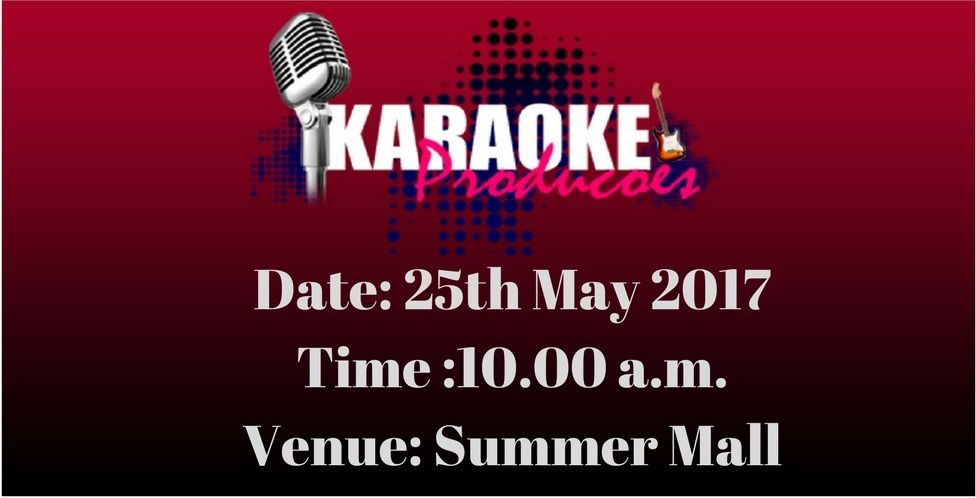 KARAOKE
Producoes
Date: 25th May 2017
Time :10.00 a.m.
Venue: Summer Mall